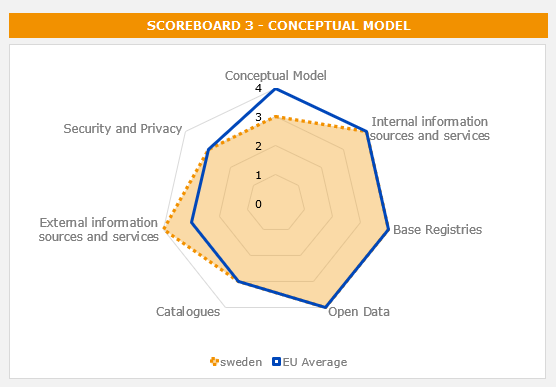 SCOREBOARD 3 - CONCEPTUAL MODEL
Conceptual Model
4
3
2
1
0
Internal information
sources and services
Security and Privacy
External information
sources and services
Base Registries
Catalogues
Open Data
sweden
EU Average